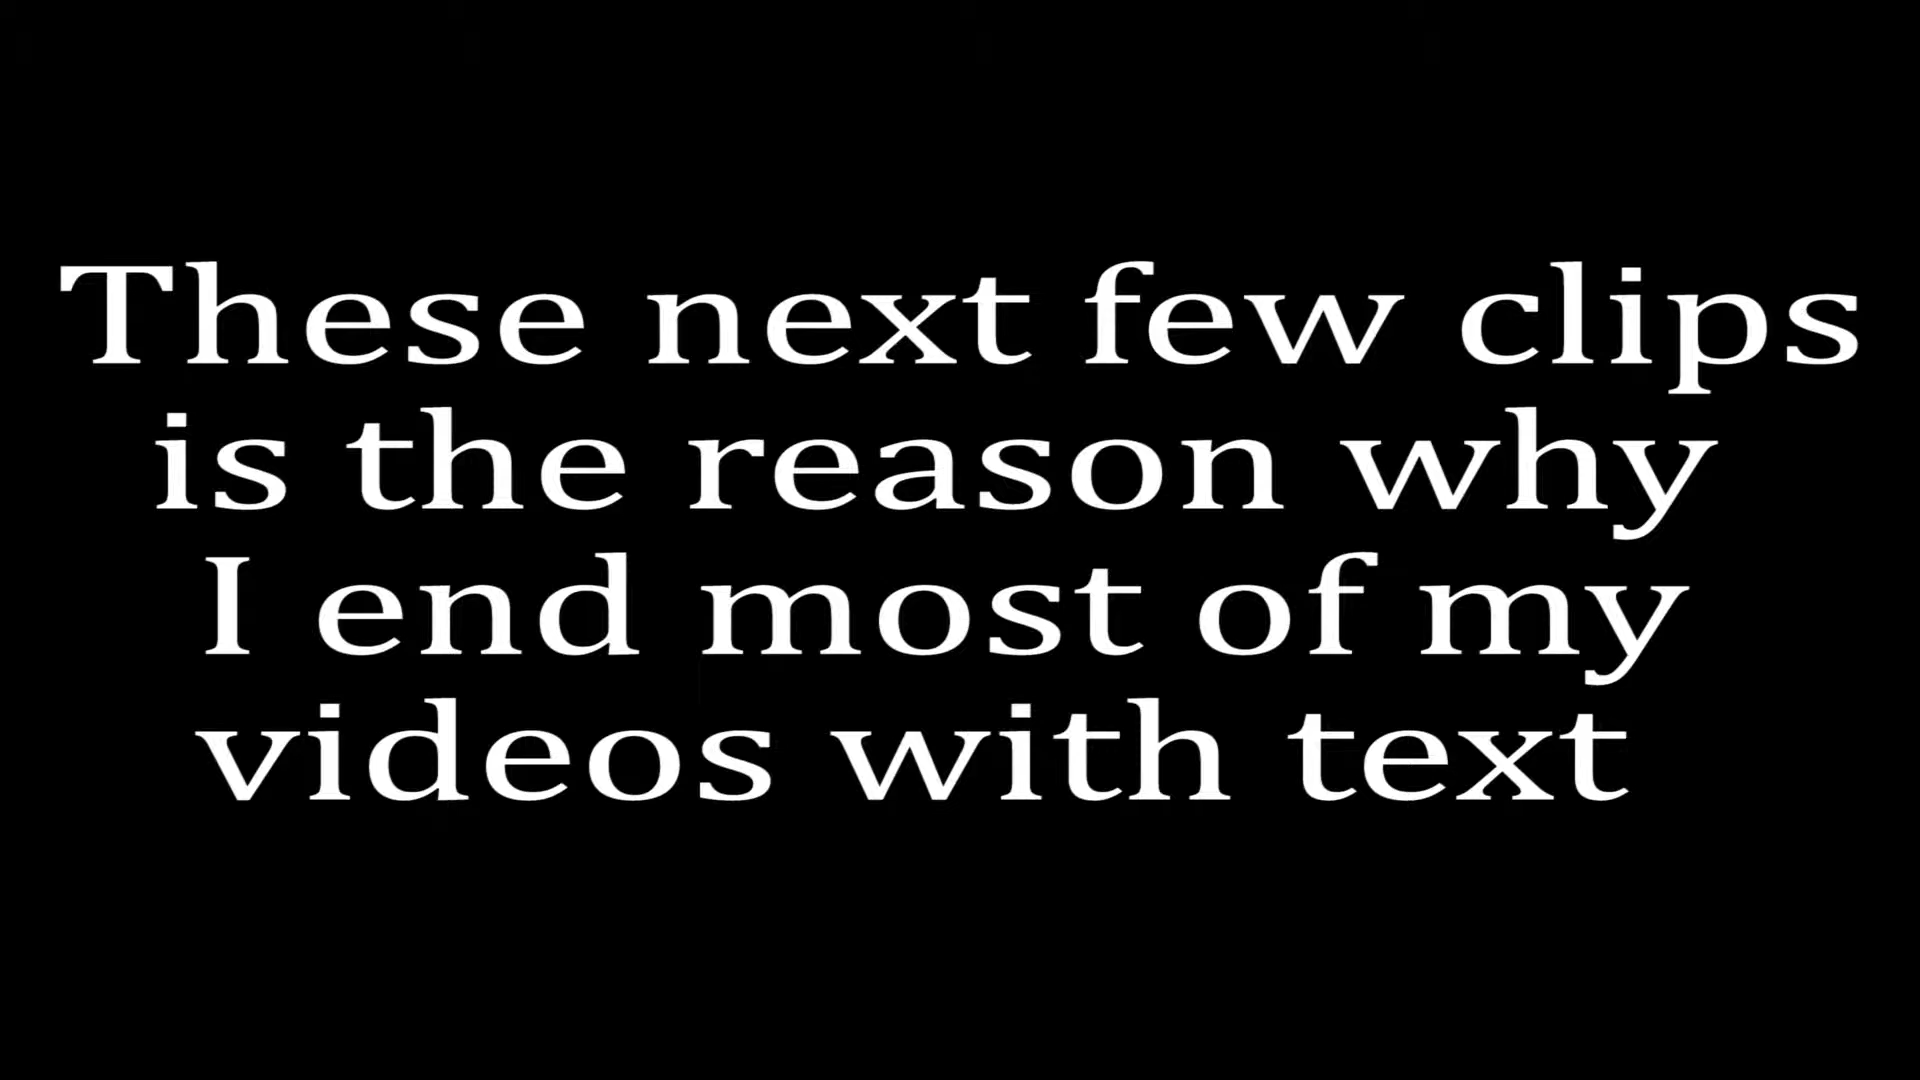 These next few clips
is the reason why
I end most of my
videos with text